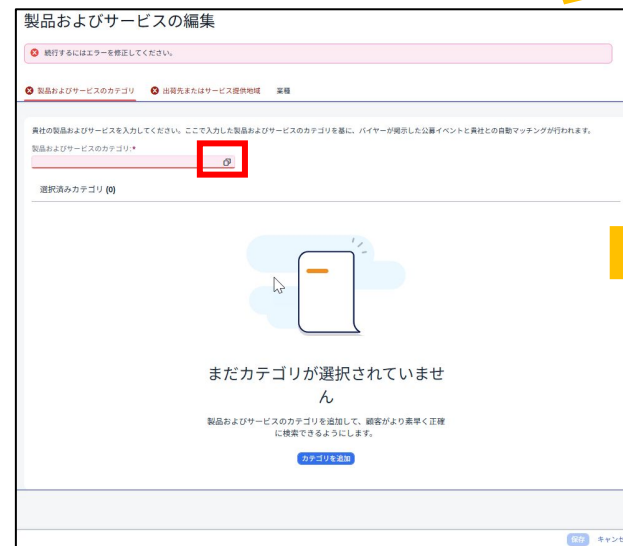 製品およびサービスの編集
続行するにはエラーを修正してください。
製品およびサービスのカテゴリ 出荷先またはサービス提供地域 業種
貴社の製品およびサービスを入力してください。ここで入力した製品およびサービスのカテゴリを基に、バイヤーが掲示した公募イベントと貴社との自動マッチングが行われます。
製品およびサービスのカテゴリ:*
選択済みカテゴリ (0)
まだカテゴリが選択されていませ
ん
製品およびサービスのカテゴリを追加して、顧客がより素早く正確
に検索できるようにします。
カテゴリを追加
保存 キャンセ